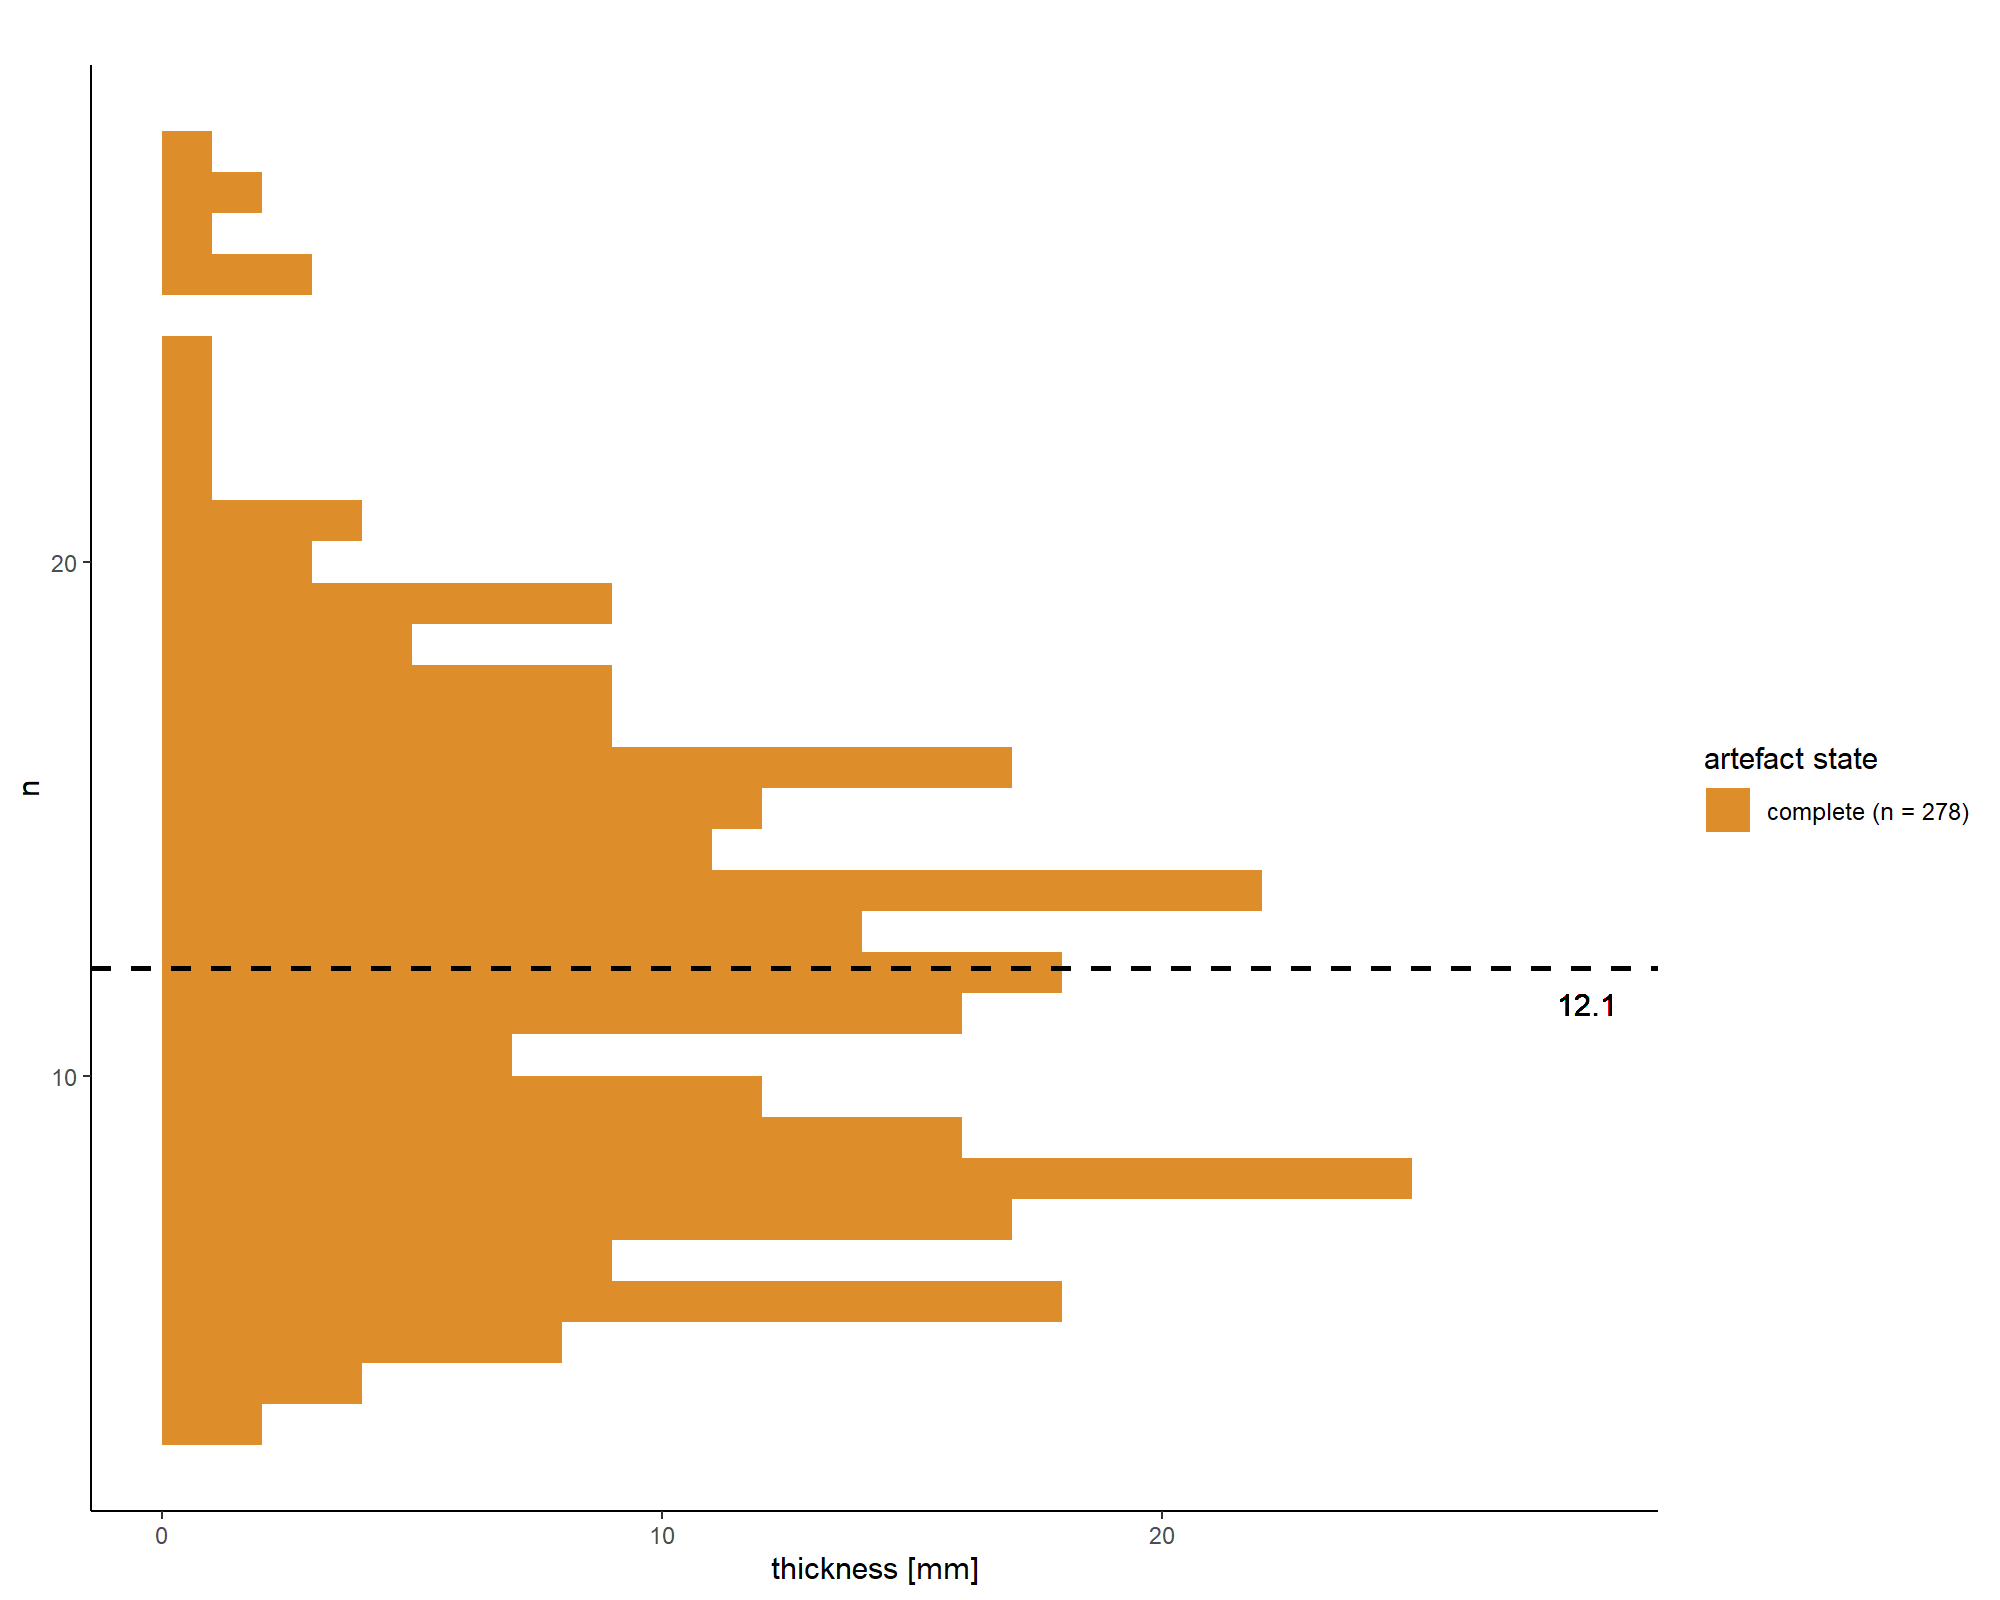 n
20
10
12.1
0
10
20
thickness [mm]
artefact state
complete (n = 278)